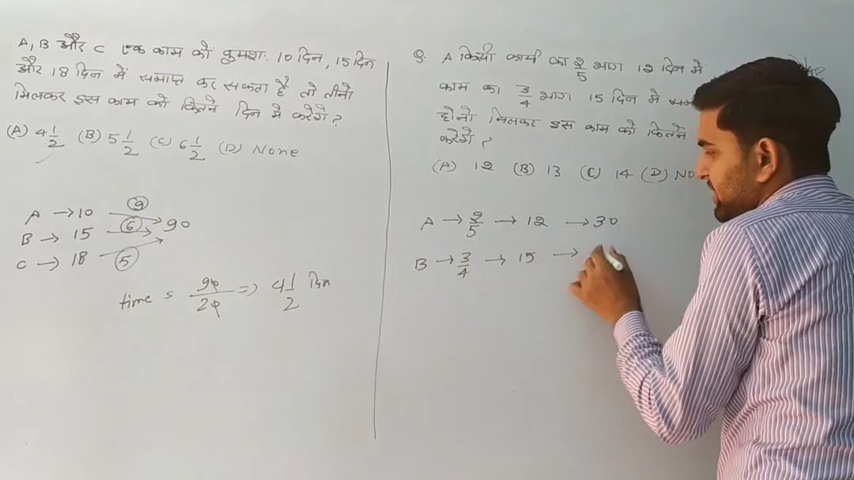 A, B और C एक काम को क्रमशः 10 दिन, 15 दिन
और 18 दिन में समाप्त कर सकता है तो तीनो
मिलकर इस काम को कितने दिन में करेगे ?
(A) 4 1/2 (B) 5 1/2 (C) 6 1/2 (D) None
A → 10 → 9
B → 15 → 6 → 90
C → 18 → 5
time = 90/20 => 4 1/2 दिन
Q. A किसी कार्य का 2/5 भाग 12 दिन में
काम का 3/4 भाग 15 दिन में
दोनो मिलकर इस काम को कितने
करेगे ?
(A) 12 (B) 13 (C) 14 (D) NO
A → 2/5 → 12 → 30
B → 3/4 → 15 →